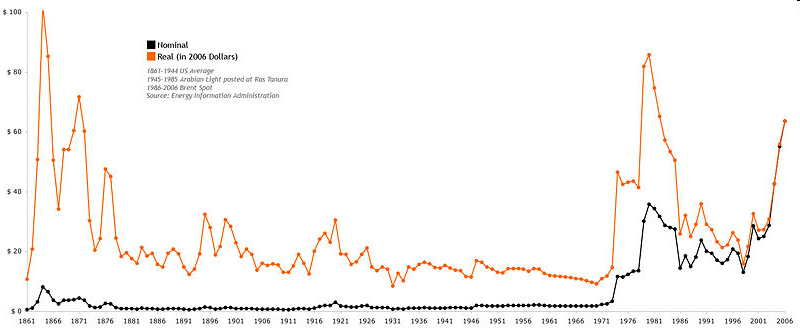 $ 100
$ 80
$ 60
$ 40
$ 20
$ 0
Nominal
Real (in 2006 Dollars)
1861-1944 US Average
1945-1985 Arabian Light posted at Ras Tanura
1986-2006 Brent Spot
Source: Energy Information Administration
1861 1866 1871 1876 1881 1886 1891 1896 1901 1906 1911 1916 1921 1926 1931 1936 1941 1946 1951 1956 1961 1966 1971 1976 1981 1986 1991 1996 2001 2006